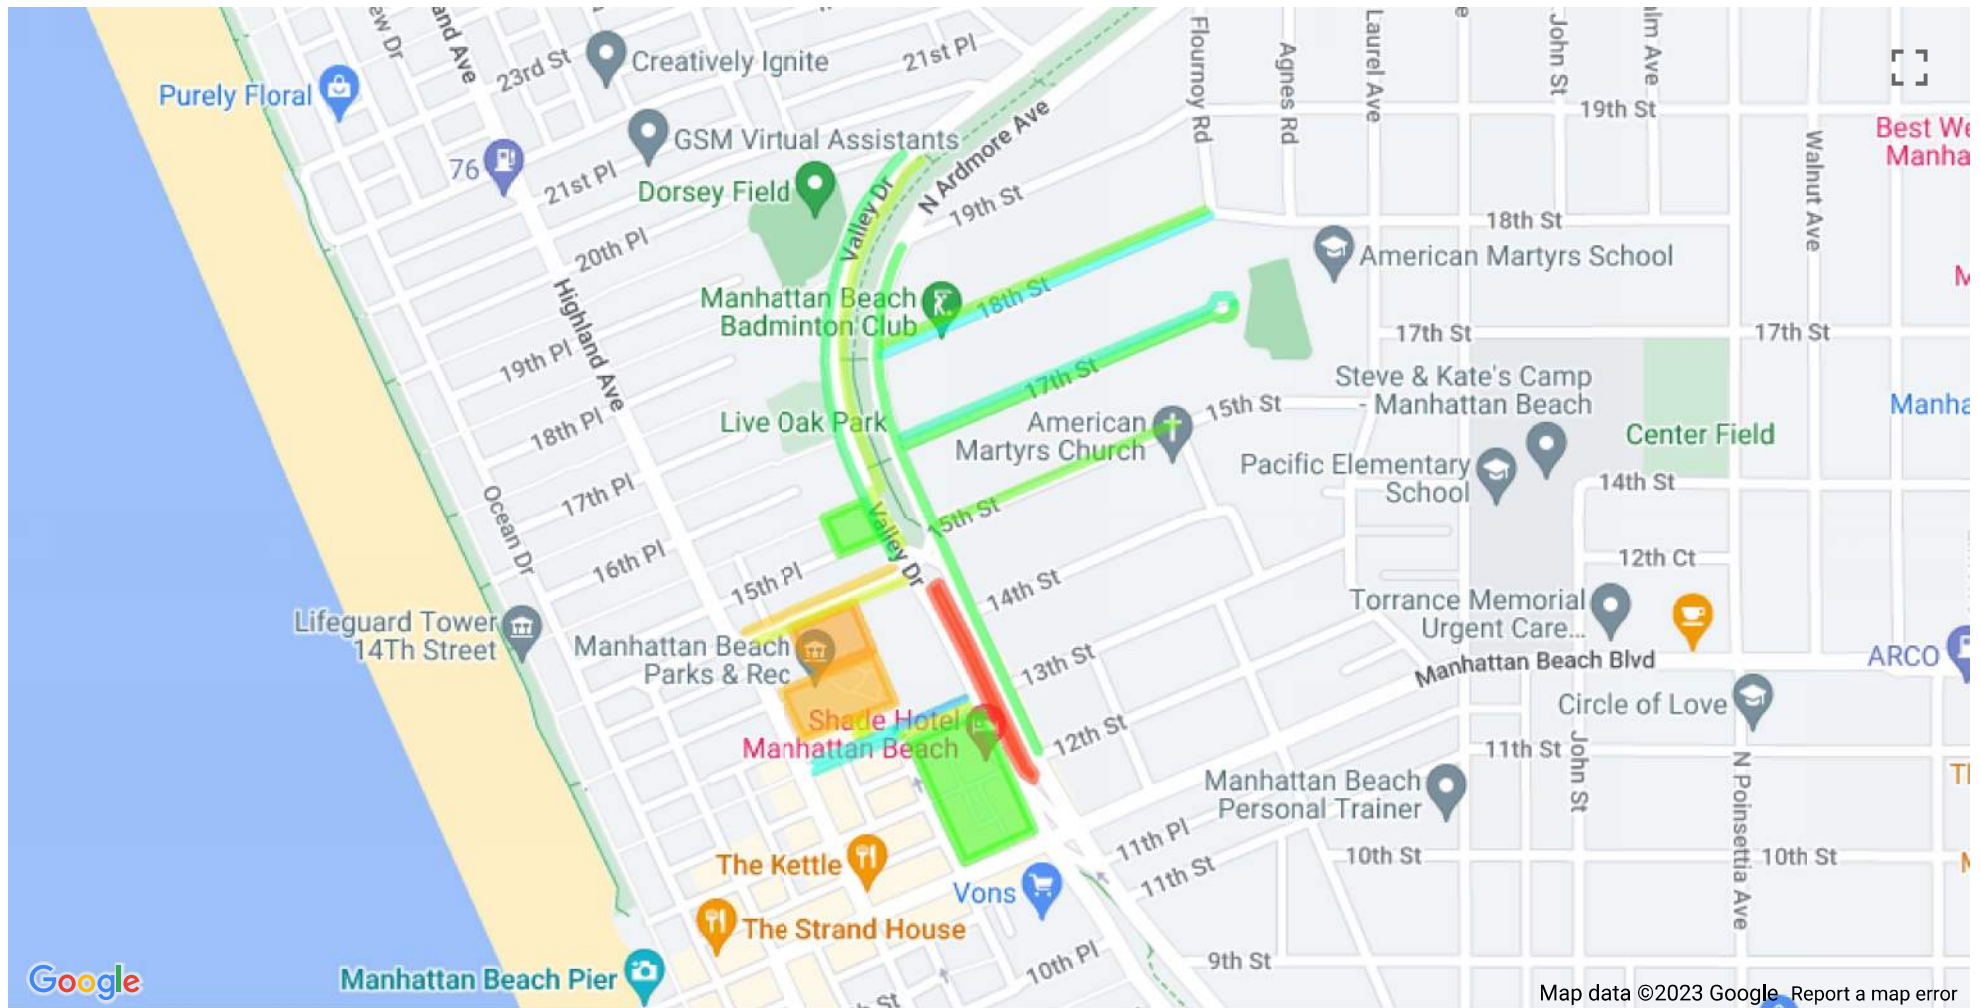 ew Dr
and Ave
23rd St
Creatively Ignite
21st Pl
Flournoy Rd
Agnes Rd
Laurel Ave
e
John St
lm Ave
Purely Floral
19th St
GSM Virtual Assistants
N Ardmore Ave
Best We
Manha
76
21st Pl
Dorsey Field
Valley Dr
19th St
Walnut Ave
18th St
20th Pl
American Martyrs School
M
Manhattan Beach
Badminton Club
18th St
Highland Ave
17th St
17th St
19th Pl
17th St
Steve & Kate's Camp
- Manhattan Beach
Manha
Live Oak Park
18th Pl
American
Martyrs Church
15th St
Center Field
Pacific Elementary
School
17th Pl
14th St
Ocean Dr
Valley Dr
15th St
16th Pl
12th Ct
15th Pl
14th St
Lifeguard Tower
14Th Street
Torrance Memorial
Urgent Care...
Manhattan Beach
Parks & Rec
13th St
Manhattan Beach Blvd
ARCO
Circle of Love
Shade Hotel
Manhattan Beach
12th St
11th St
John St
N Poinsettia Ave
Manhattan Beach
Personal Trainer
11th Pl
The Kettle
10th St
10th St
Vons
11th St
The Strand House
10th Pl
9th St
Manhattan Beach Pier
St
Google
Map data ©2023 Google
Report a map error